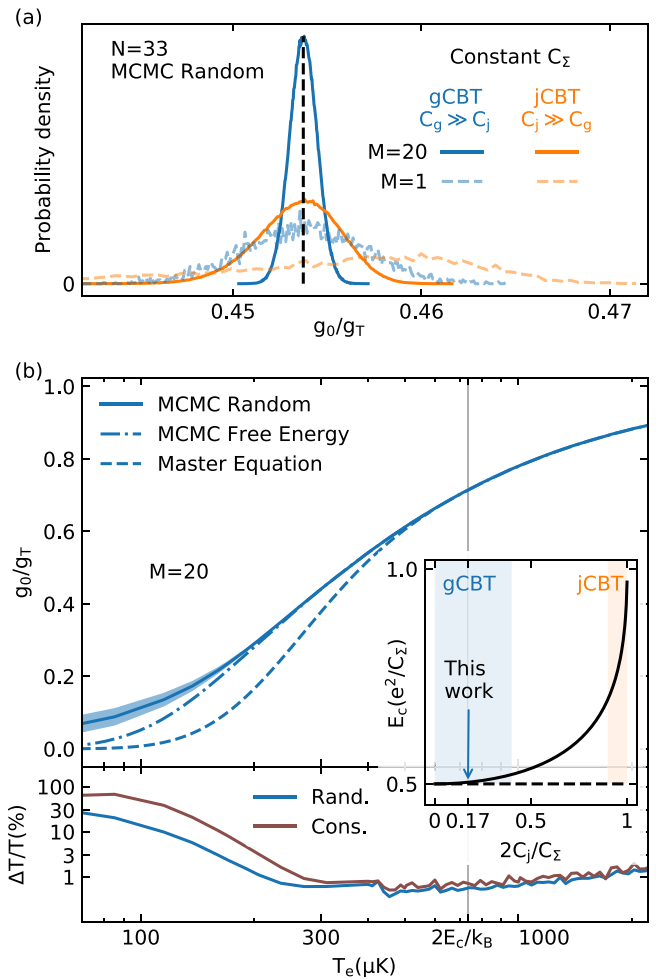 (a)
N=33
MCMC Random
Constant C_Σ
gCBT jCBT
C_g ≫ C_j C_j ≫ C_g
M=20
M=1
Probability density
0
0.45 0.46 0.47
g_0/g_T
(b)
1.0
0.8
0.6
0.4
0.2
0.0
g_0/g_T
MCMC Random
MCMC Free Energy
Master Equation
M=20
1.0
0.5
E_C(e^2/C_Σ)
gCBT jCBT
This
work
0 0.17 0.5 1
2C_j/C_Σ
100
30
10
3
1
ΔT/T(%)
Rand.
Cons.
100 300 2E_c/k_B 1000
T_e(μK)